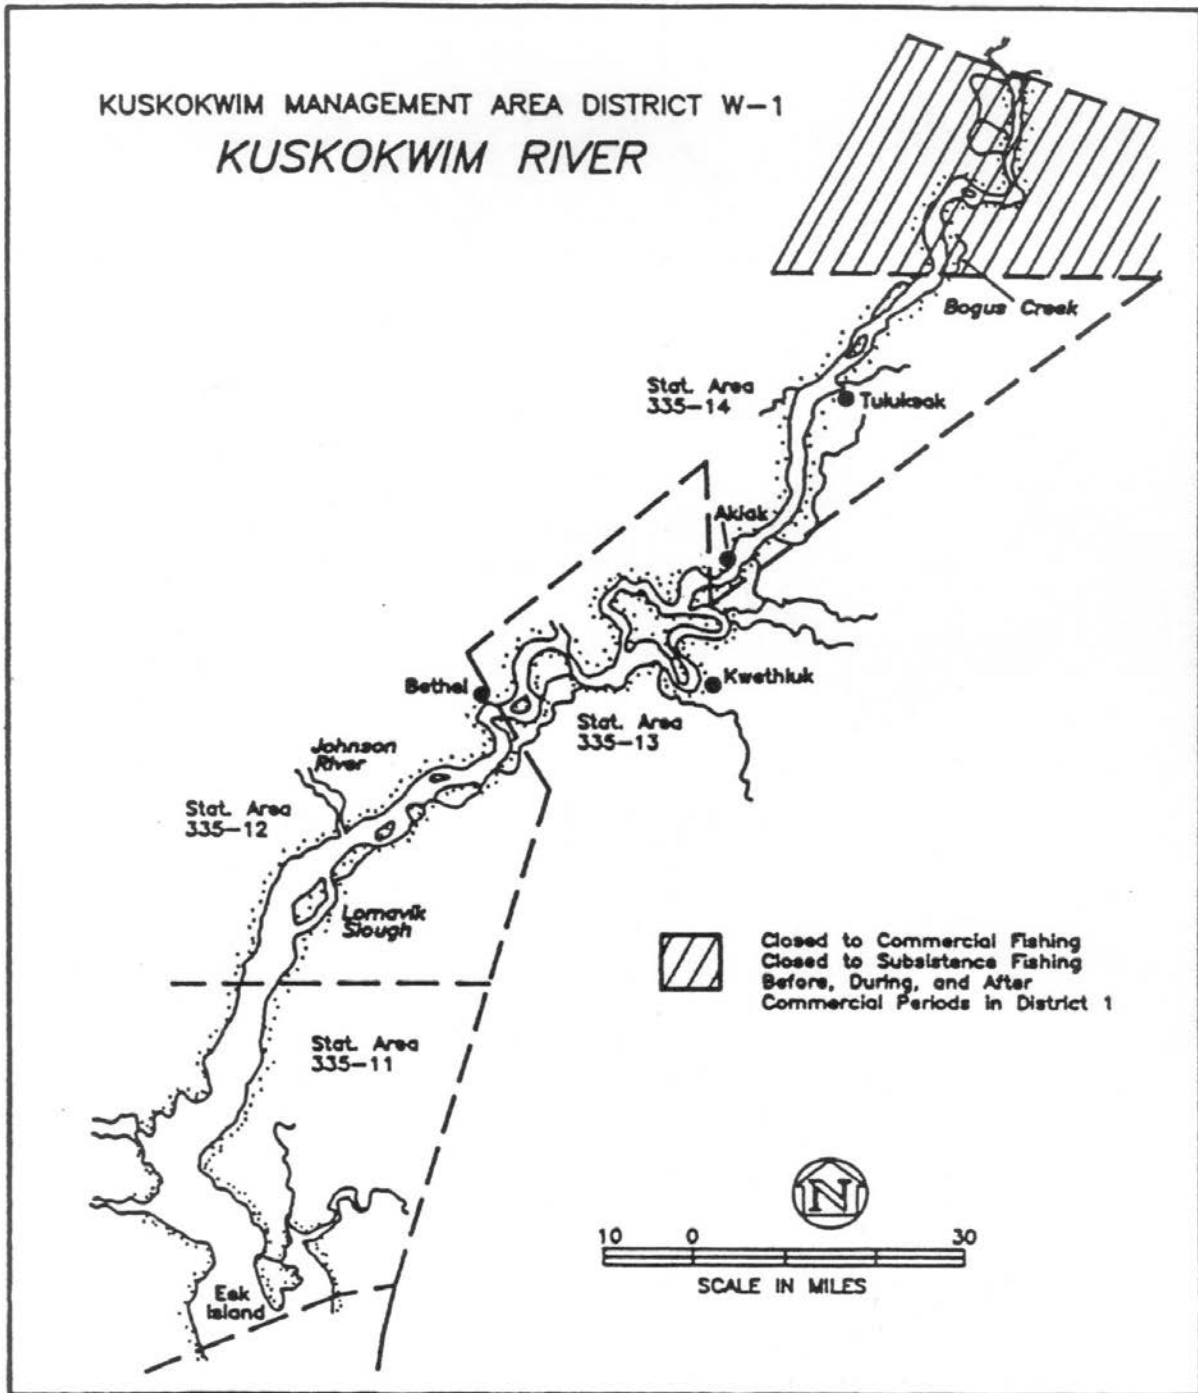 KUSKOKWIM MANAGEMENT AREA DISTRICT W-1
KUSKOKWIM RIVER
Bogus Creek
Stat. Area
335-14
Tuluksak
Akiak
Bethel
Kwethluk
Stat. Area
335-13
Johnson
River
Stat. Area
335-12
Lomavik
Slough
Closed to Commercial Fishing
Closed to Subsistence Fishing
Before, During, and After
Commercial Periods in District 1
Stat. Area
335-11
N
10 0 30
SCALE IN MILES
Eek
Island